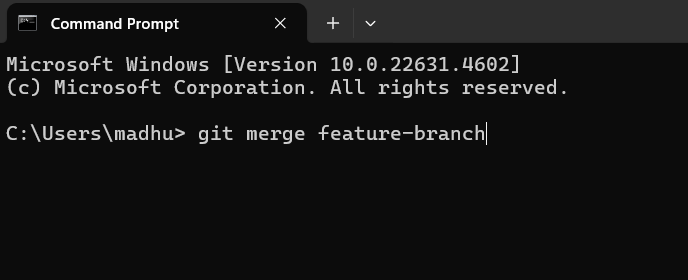 Command Prompt
Microsoft Windows [Version 10.0.22631.4602]
(c) Microsoft Corporation. All rights reserved.
C:\Users\madhu> git merge feature-branch